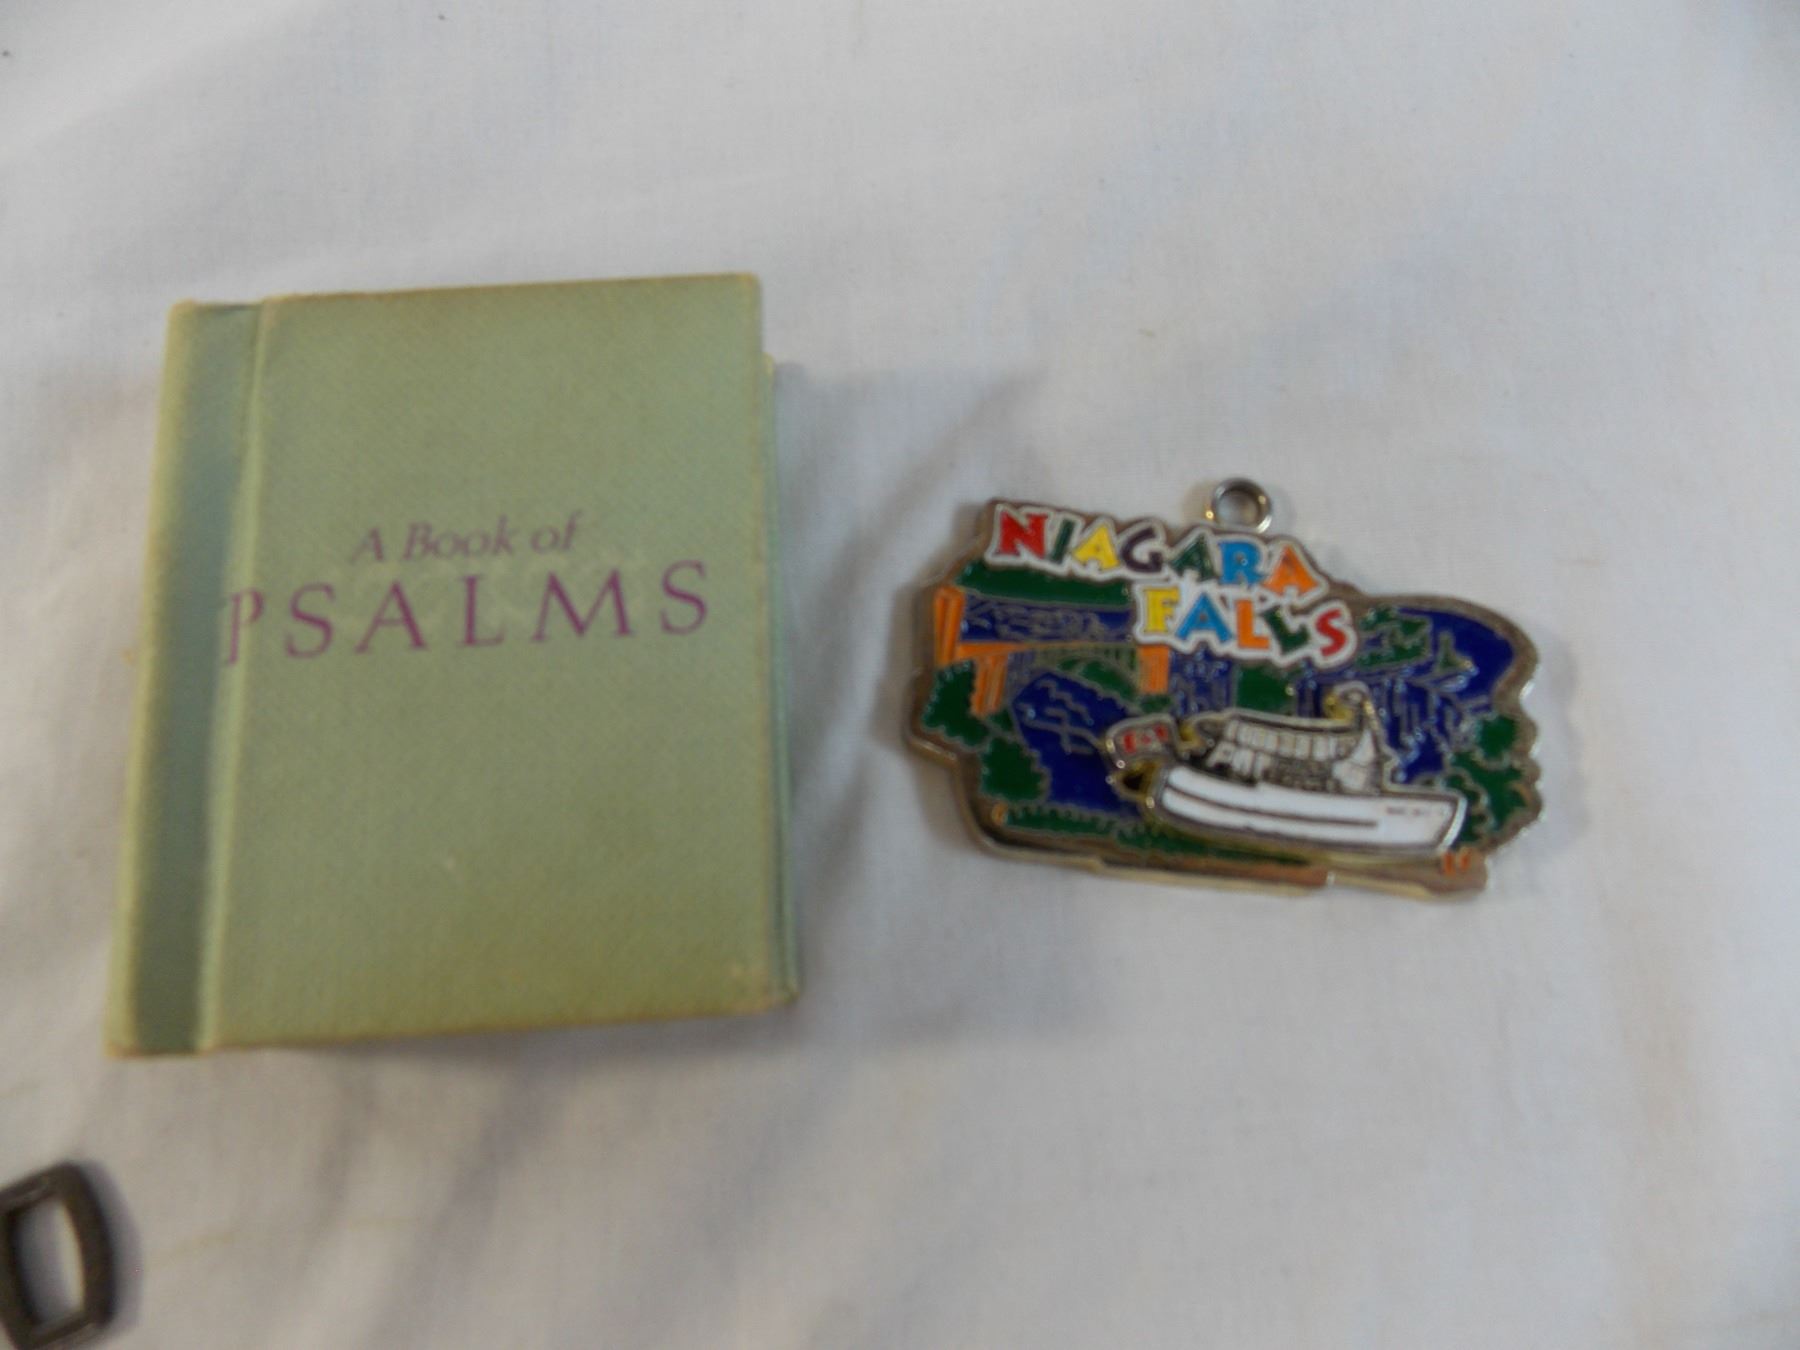 A Book of
PSALMS
NIAGARA
FALLS